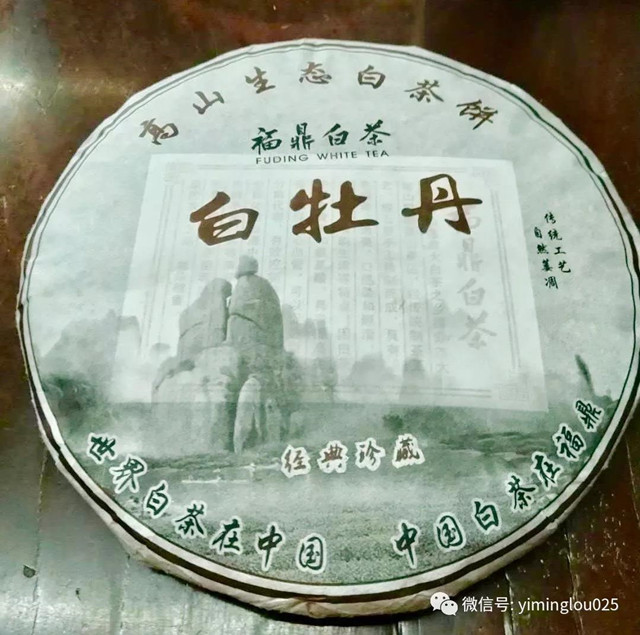 高山生态白茶饼
福鼎白茶
FUDING WHITE TEA
白牡丹
传统工艺
自然萎凋
经典珍藏
世界白茶在中国 中国白茶在福鼎
微信号: yiminglou025